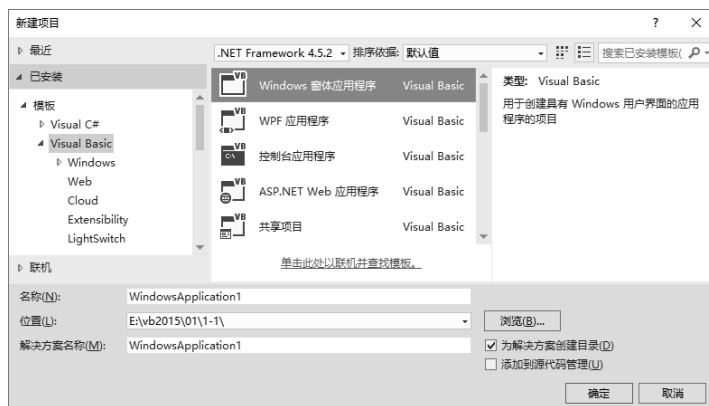 新建项目 ? ×
最近
已安装
模板
Visual C#
Visual Basic
Windows
Web
Cloud
Extensibility
LightSwitch
联机
.NET Framework 4.5.2 排序依据: 默认值
搜索已安装模板(
VB Windows 窗体应用程序 Visual Basic
VB WPF 应用程序 Visual Basic
VB 控制台应用程序 Visual Basic
VB ASP.NET Web 应用程序 Visual Basic
VB 共享项目 Visual Basic
单击此处以联机并查找模板。
类型: Visual Basic
用于创建具有 Windows 用户界面的应用
程序的项目
名称(N): WindowsApplication1
位置(L): E:\vb2015\01\1-1\ 浏览(B)...
解决方案名称(M): WindowsApplication1
为解决方案创建目录(D)
添加到源代码管理(U)
确定 取消